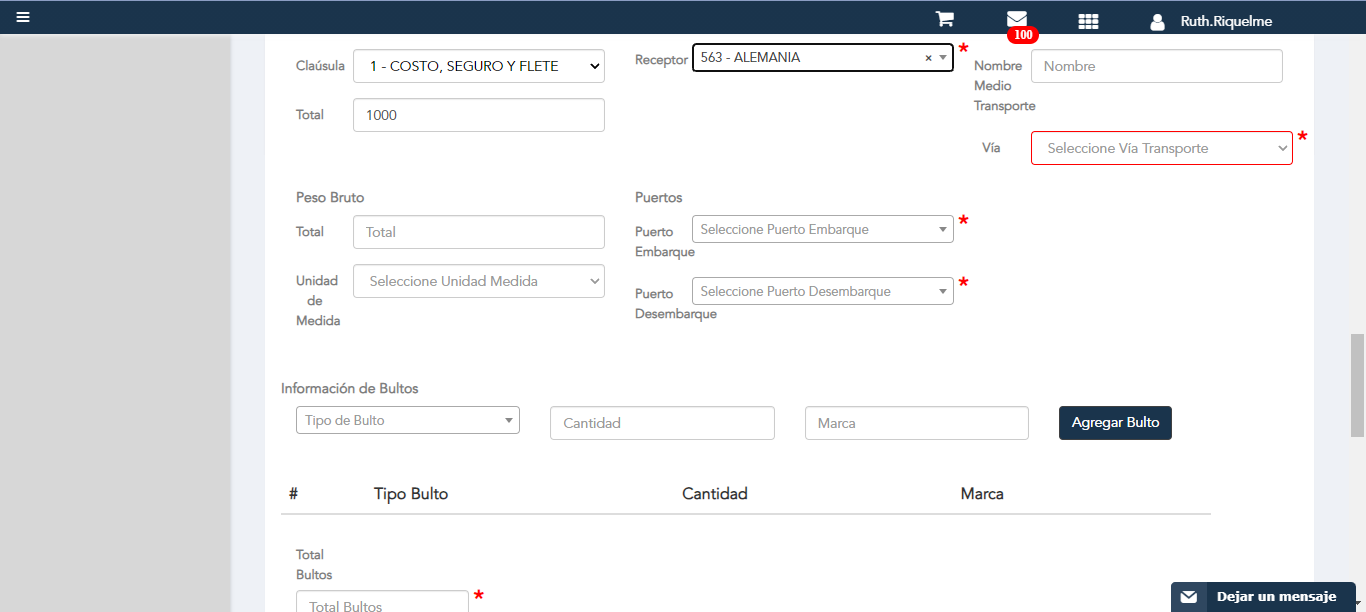 100
Ruth.Riquelme
Claúsula
1 - COSTO, SEGURO Y FLETE
Total
1000
Receptor
563 - ALEMANIA
×
*
Nombre
Medio
Transporte
Nombre
Vía
Seleccione Vía Transporte
*
Peso Bruto
Total
Total
Unidad
de
Medida
Seleccione Unidad Medida
Puertos
Puerto
Embarque
Seleccione Puerto Embarque
*
Puerto
Desembarque
Seleccione Puerto Desembarque
*
Información de Bultos
Tipo de Bulto
Cantidad
Marca
Agregar Bulto
# Tipo Bulto Cantidad Marca
Total
Bultos
Total Bultos
*
Dejar un mensaje